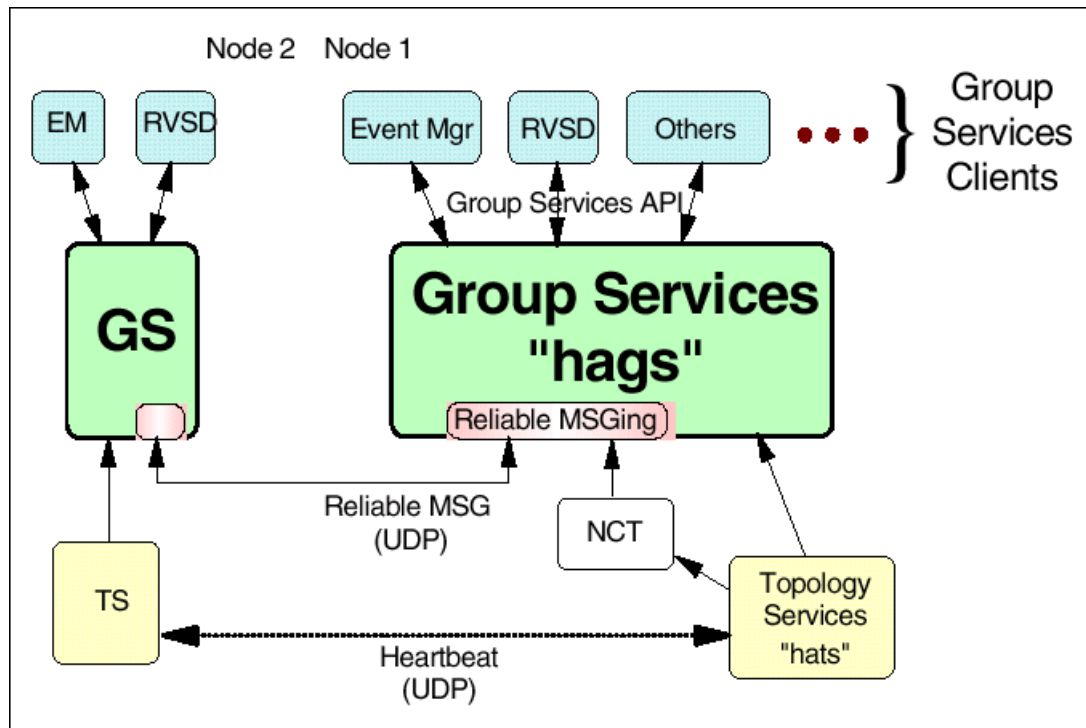 Node 2 Node 1
EM
RVSD
Event Mgr
RVSD
Others
Group
Services
Clients
Group Services API
GS
Group Services
"hags"
Reliable MSGing
Reliable MSG
(UDP)
NCT
TS
Topology
Services
"hats"
Heartbeat
(UDP)